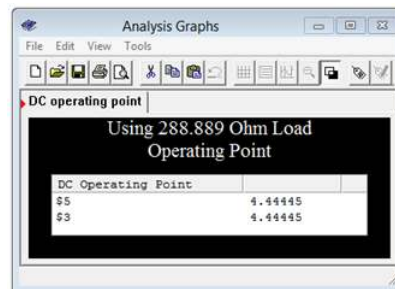 Analysis Graphs
File Edit View Tools
DC operating point
Using 288.889 Ohm Load
Operating Point
DC Operating Point
$5 4.44445
$3 4.44445